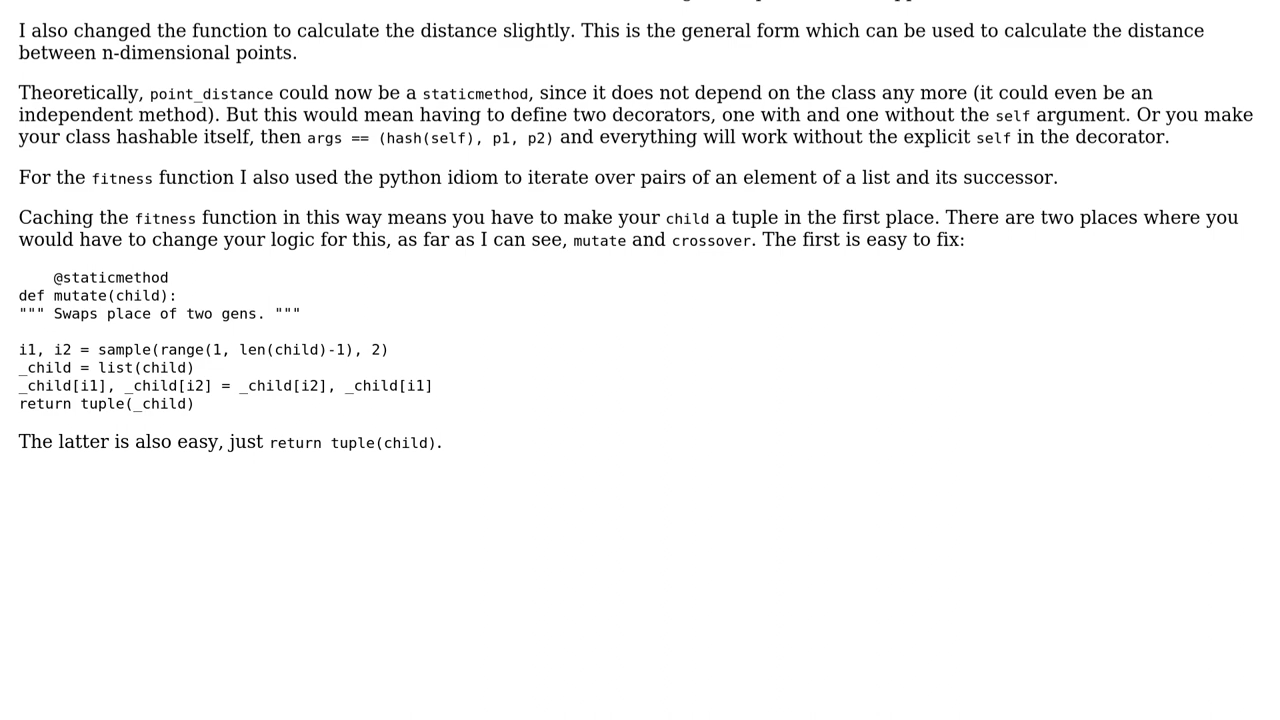 I also changed the function to calculate the distance slightly. This is the general form which can be used to calculate the distance
between n-dimensional points.
Theoretically, point_distance could now be a staticmethod, since it does not depend on the class any more (it could even be an
independent method). But this would mean having to define two decorators, one with and one without the self argument. Or you make
your class hashable itself, then args == (hash(self), p1, p2) and everything will work without the explicit self in the decorator.
For the fitness function I also used the python idiom to iterate over pairs of an element of a list and its successor.
Caching the fitness function in this way means you have to make your child a tuple in the first place. There are two places where you
would have to change your logic for this, as far as I can see, mutate and crossover. The first is easy to fix:
@staticmethod
def mutate(child):
""" Swaps place of two gens. """
i1, i2 = sample(range(1, len(child)-1), 2)
_child = list(child)
_child[i1], _child[i2] = _child[i2], _child[i1]
return tuple(_child)
The latter is also easy, just return tuple(child).